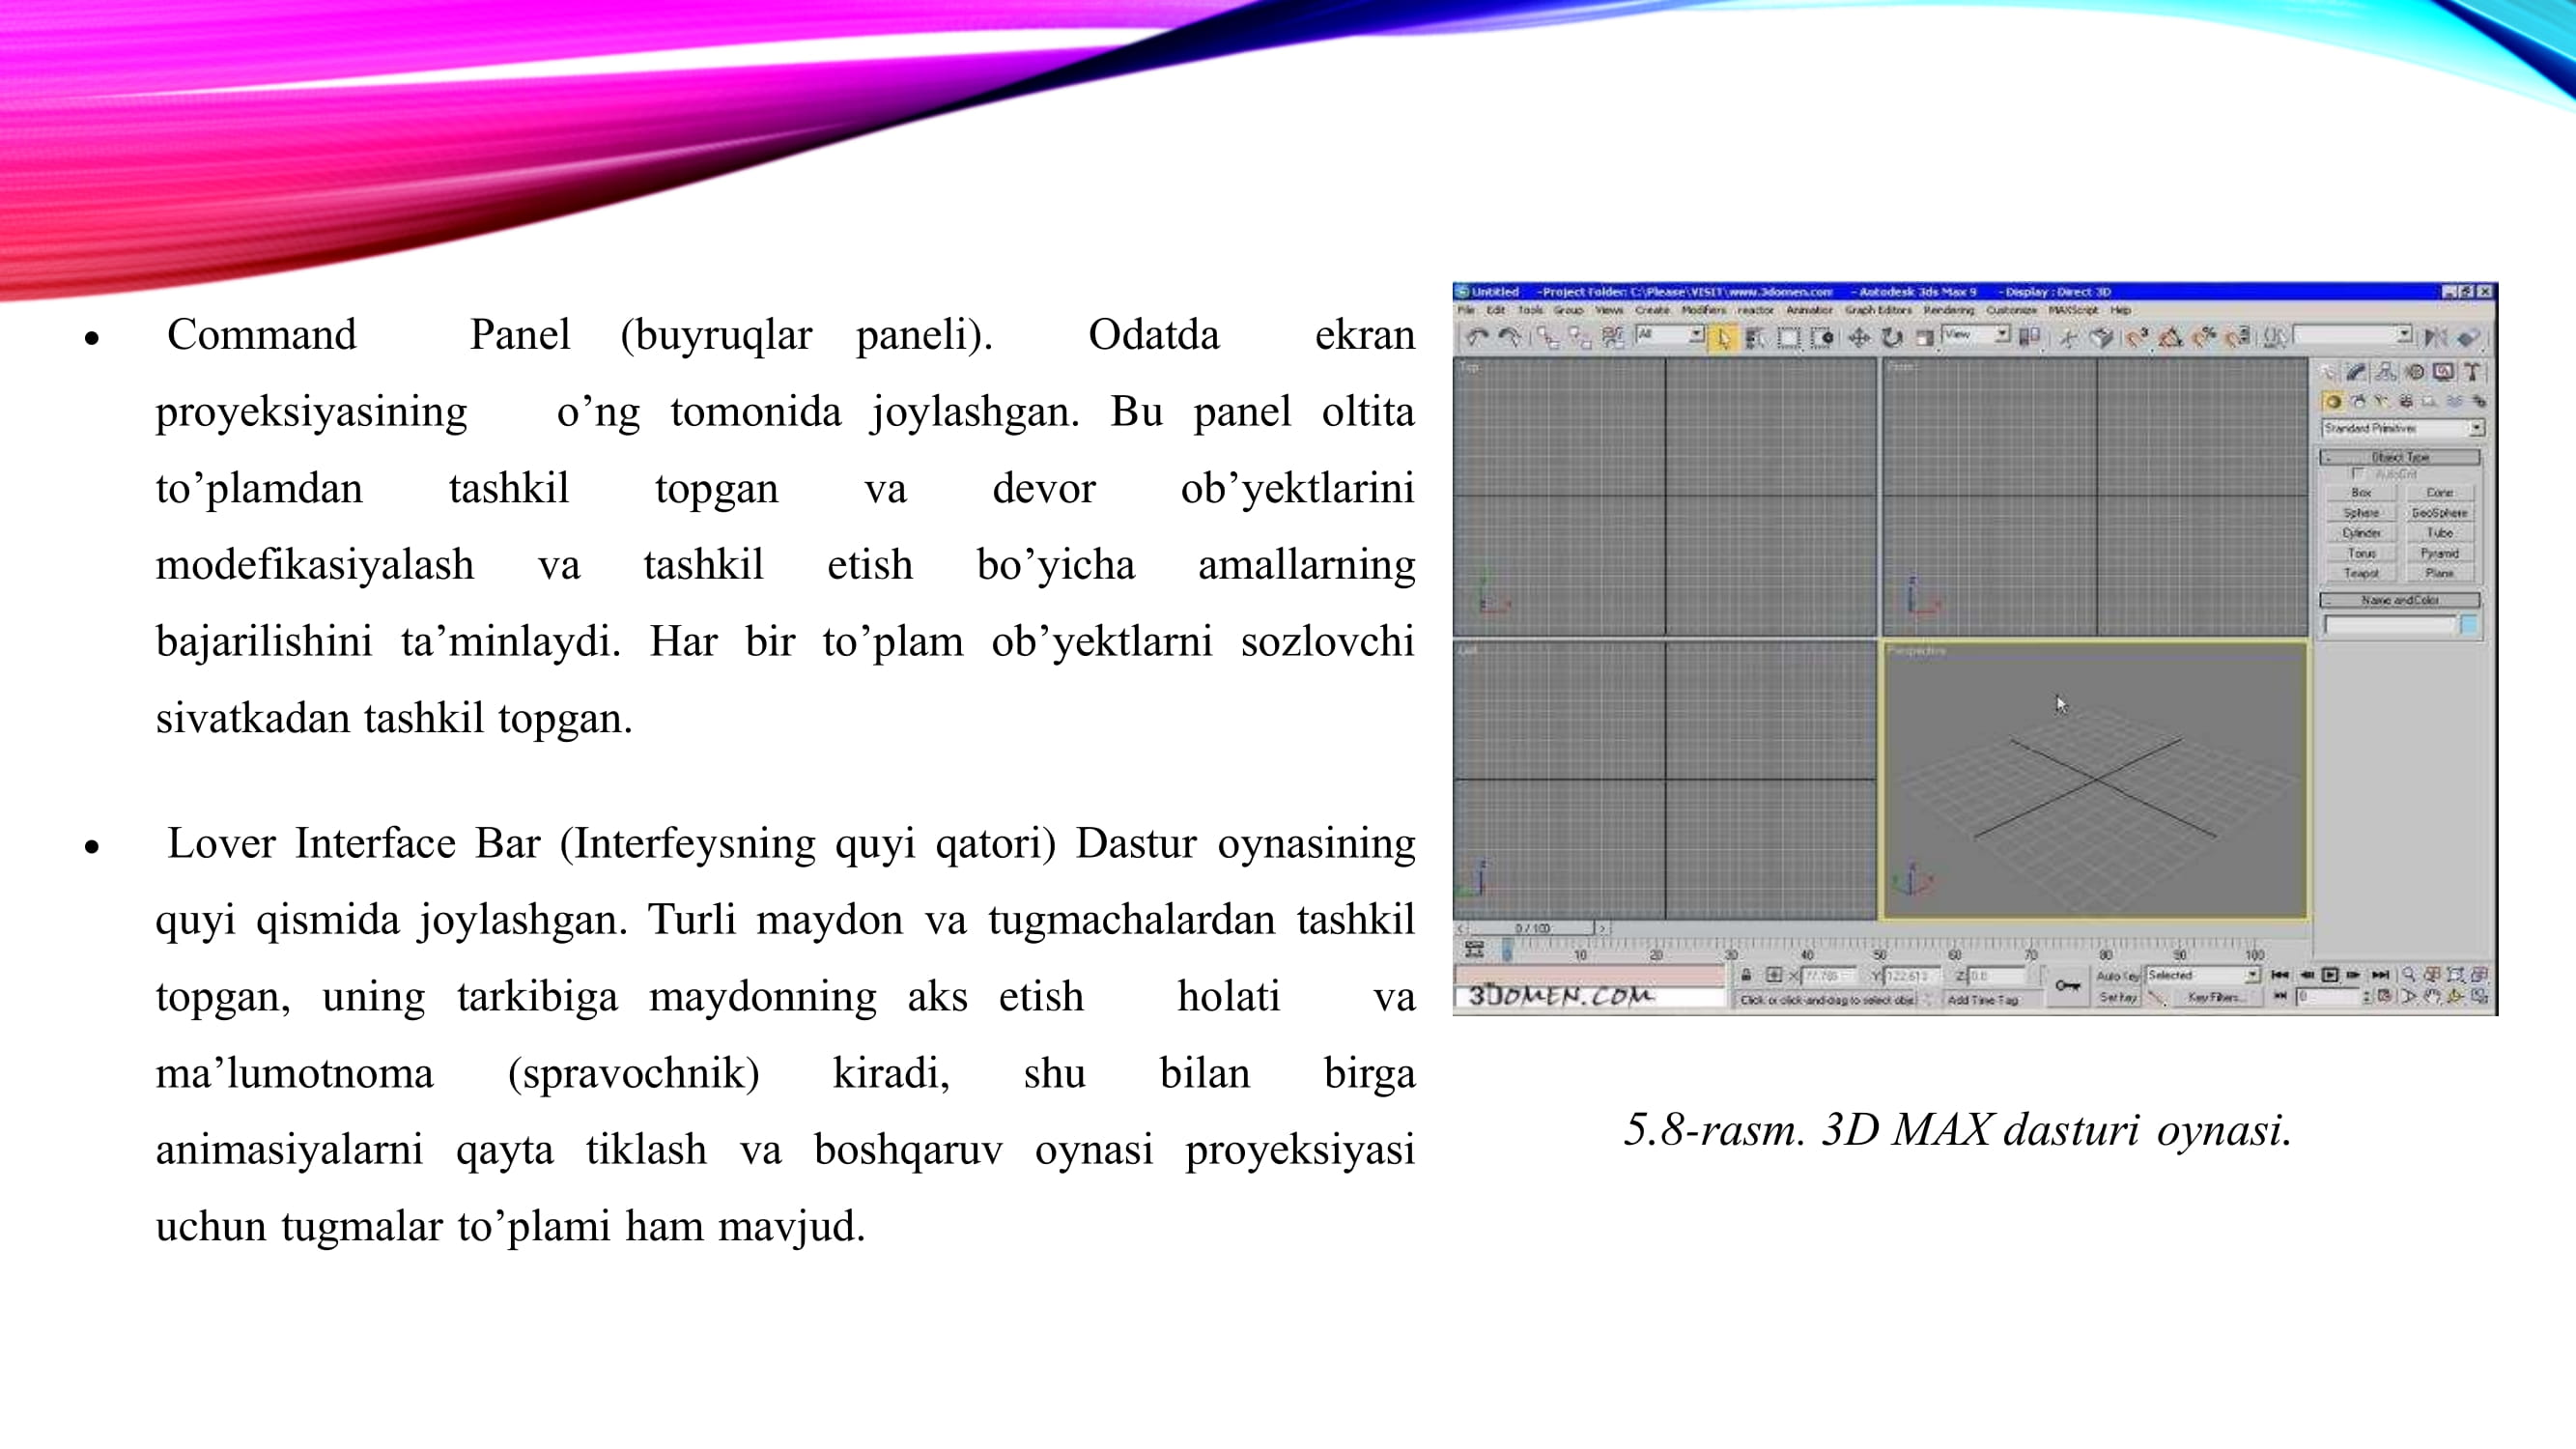 • Command Panel (buyruqlar paneli). Odatda ekran
proyeksiyasining o’ng tomonida joylashgan. Bu panel oltita
to’plamdan tashkil topgan va devor ob’yektlarini
modefikasiyalash va tashkil etish bo’yicha amallarning
bajarilishini ta’minlaydi. Har bir to’plam ob’yektlarni sozlovchi
sivatkadan tashkil topgan.
• Lover Interface Bar (Interfeysning quyi qatori) Dastur oynasining
quyi qismida joylashgan. Turli maydon va tugmachalardan tashkil
topgan, uning tarkibiga maydonning aks etish holati va
ma’lumotnoma (spravochnik) kiradi, shu bilan birga
animasiyalarni qayta tiklash va boshqaruv oynasi proyeksiyasi
uchun tugmalar to’plami ham mavjud.
Untitled -Project Folder: C:\Please\VISIT\www.3domen.com - Autodesk 3ds Max 9 - Display : Direct 3D
File Edit Tools Group Views Create Modifiers reactor Animation Graph Editors Rendering Customize MAXScript Help
All View
Top Front
Standard Primitives
Object Type
AutoGrid
Box Cone
Sphere GeoSphere
Cylinder Tube
Torus Pyramid
Teapot Plane
Name and Color
Left Perspective
0 / 100
10 20 30 40 50 60 70 80 90 100
X Y Z 0.0 Auto Key Selected
3DOMEN.COM Click or click-and-drag to select obje Add Time Tag Set Key Key Filters... 0
5.8-rasm. 3D MAX dasturi oynasi.